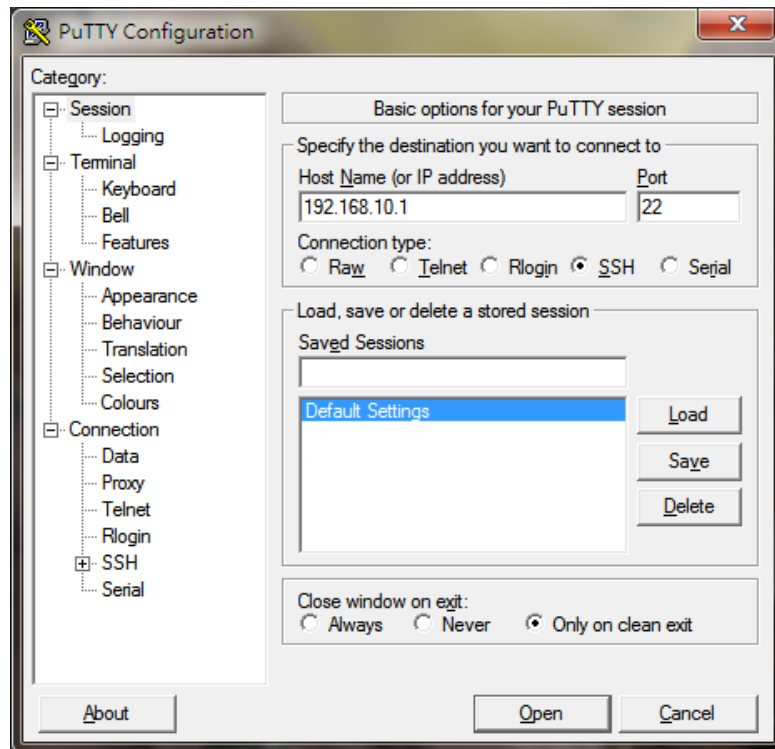 PuTTY Configuration
X
Category:
Session
Logging
Terminal
Keyboard
Bell
Features
Window
Appearance
Behaviour
Translation
Selection
Colours
Connection
Data
Proxy
Telnet
Rlogin
SSH
Serial
Basic options for your PuTTY session
Specify the destination you want to connect to
Host Name (or IP address) Port
192.168.10.1 22
Connection type:
Raw Telnet Rlogin SSH Serial
Load, save or delete a stored session
Saved Sessions
Default Settings
Load
Save
Delete
Close window on exit:
Always Never Only on clean exit
About Open Cancel